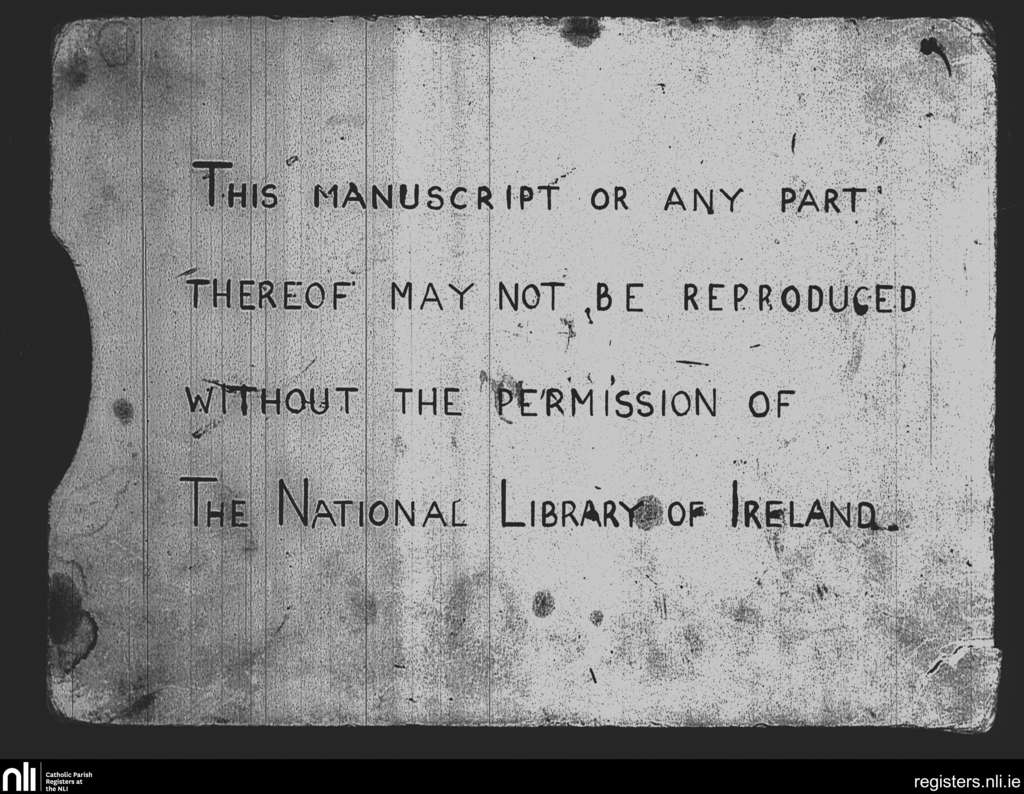 THIS MANUSCRIPT OR ANY PART
THEREOF MAY NOT BE REPRODUCED
WITHOUT THE PERMISSION OF
THE NATIONAL LIBRARY OF IRELAND.
nli
Catholic Parish
Registers at
the NLI
registers.nli.ie